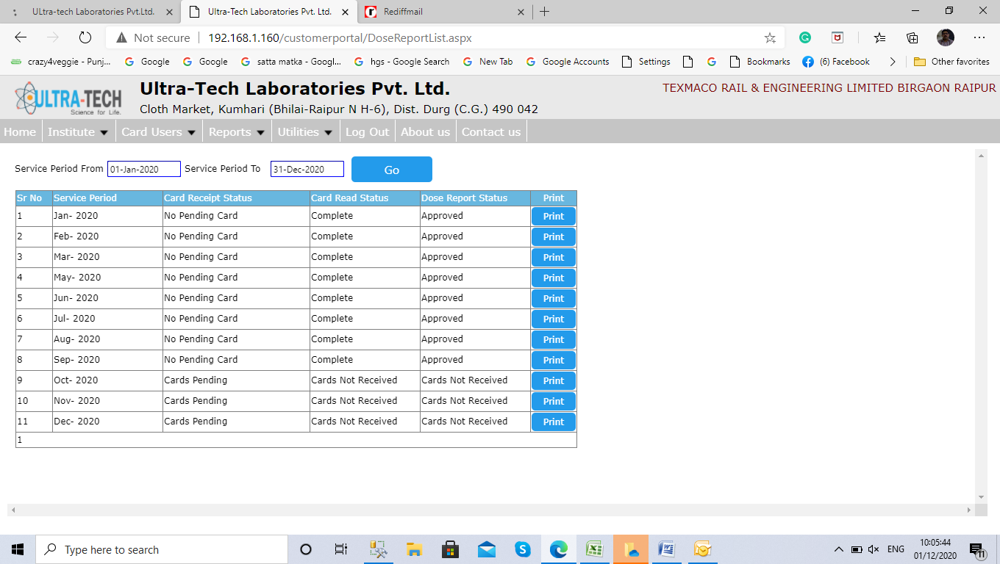 ULtra-tech Laboratories Pvt.Ltd.
Ultra-Tech Laboratories Pvt. Ltd.
Rediffmail
Not secure
192.168.1.160/customerportal/DoseReportList.aspx
crazy4veggie - Punj...
Google
Google
satta matka - Googl...
hgs - Google Search
New Tab
Google Accounts
Settings
Bookmarks
(6) Facebook
Other favorites
ULTRA-TECH
Science for Life.
Ultra-Tech Laboratories Pvt. Ltd.
Cloth Market, Kumhari (Bhilai-Raipur N H-6), Dist. Durg (C.G.) 490 042
TEXMACO RAIL & ENGINEERING LIMITED BIRGAON RAIPUR
Home Institute Card Users Reports Utilities Log Out About us Contact us
Service Period From 01-Jan-2020 Service Period To 31-Dec-2020 Go
Sr No Service Period Card Receipt Status Card Read Status Dose Report Status Print
1 Jan- 2020 No Pending Card Complete Approved Print
2 Feb- 2020 No Pending Card Complete Approved Print
3 Mar- 2020 No Pending Card Complete Approved Print
4 May- 2020 No Pending Card Complete Approved Print
5 Jun- 2020 No Pending Card Complete Approved Print
6 Jul- 2020 No Pending Card Complete Approved Print
7 Aug- 2020 No Pending Card Complete Approved Print
8 Sep- 2020 No Pending Card Complete Approved Print
9 Oct- 2020 Cards Pending Cards Not Received Cards Not Received Print
10 Nov- 2020 Cards Pending Cards Not Received Cards Not Received Print
11 Dec- 2020 Cards Pending Cards Not Received Cards Not Received Print
1
Type here to search
ENG
10:05:44
01/12/2020
11